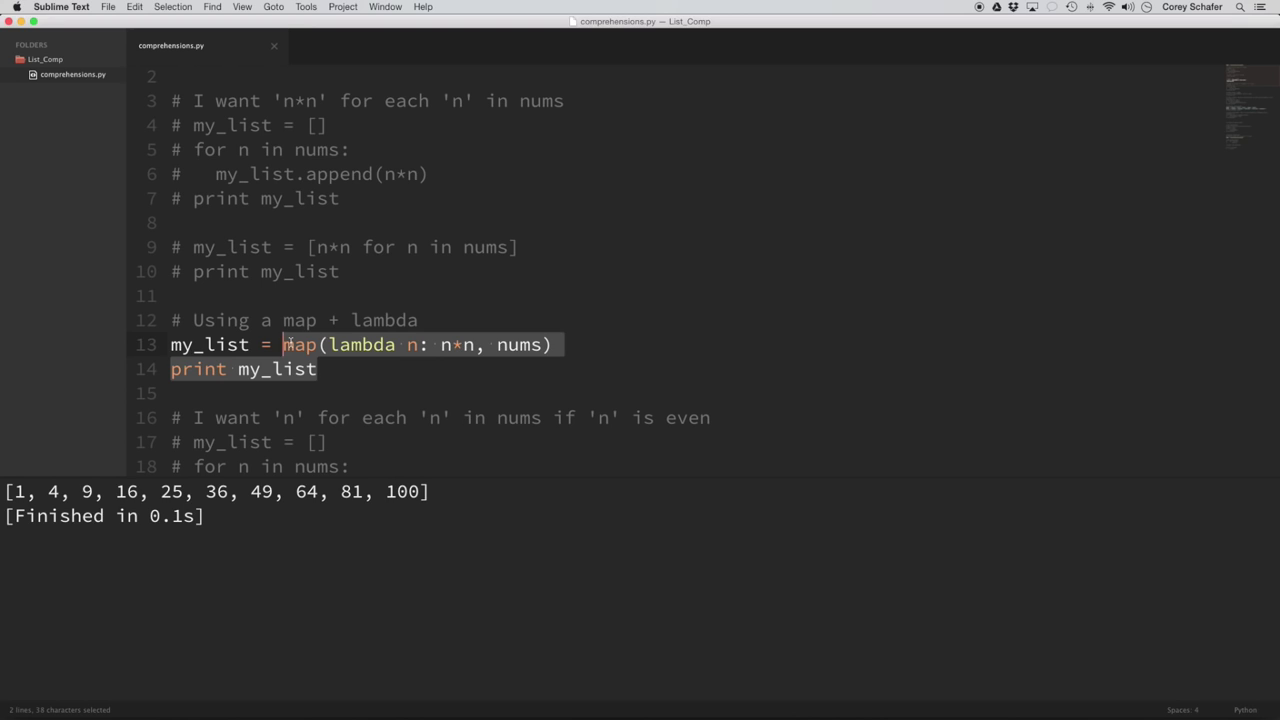 Sublime Text File Edit Selection Find View Goto Tools Project Window Help Corey Schafer
comprehensions.py — List_Comp
FOLDERS
List_Comp
comprehensions.py
comprehensions.py
2
3 # I want 'n*n' for each 'n' in nums
4 # my_list = []
5 # for n in nums:
6 #   my_list.append(n*n)
7 # print my_list
8
9 # my_list = [n*n for n in nums]
10 # print my_list
11
12 # Using a map + lambda
13 my_list = map(lambda n: n*n, nums)
14 print my_list
15
16 # I want 'n' for each 'n' in nums if 'n' is even
17 # my_list = []
18 # for n in nums:
[1, 4, 9, 16, 25, 36, 49, 64, 81, 100]
[Finished in 0.1s]
2 lines, 38 characters selected Spaces: 4 Python